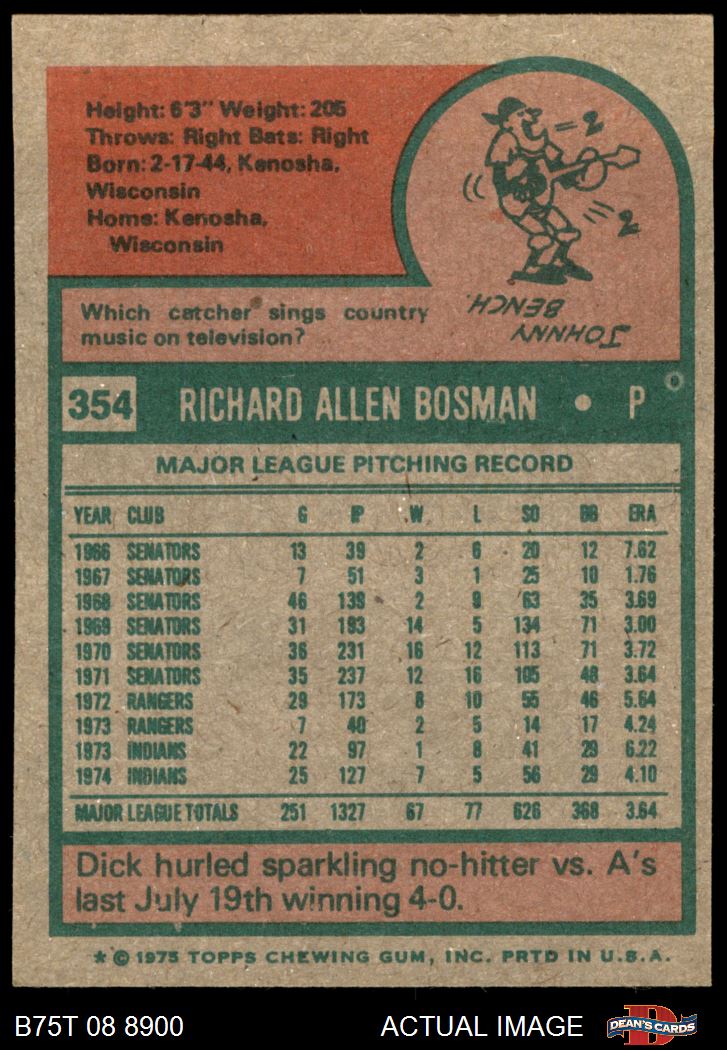 Height: 6'3" Weight: 205
Throws: Right Bats: Right
Born: 2-17-44, Kenosha,
Wisconsin
Home: Kenosha,
Wisconsin
=2
=2
JOHNNY
BENCH.
Which catcher sings country
music on television?
354 RICHARD ALLEN BOSMAN • P
MAJOR LEAGUE PITCHING RECORD
YEAR CLUB G IP W L SO BB ERA
1966 SENATORS 13 39 2 6 20 12 7.62
1967 SENATORS 7 51 3 1 25 10 1.76
1968 SENATORS 46 139 2 9 63 35 3.69
1969 SENATORS 31 193 14 5 134 71 3.00
1970 SENATORS 36 231 16 12 113 71 3.72
1971 SENATORS 35 237 12 16 105 48 3.64
1972 RANGERS 29 173 8 10 55 46 5.64
1973 RANGERS 7 40 2 5 14 17 4.24
1973 INDIANS 22 97 1 8 41 29 6.22
1974 INDIANS 25 127 7 5 56 29 4.10
MAJOR LEAGUE TOTALS 251 1327 67 77 626 368 3.64
Dick hurled sparkling no-hitter vs. A's
last July 19th winning 4-0.
* © 1975 TOPPS CHEWING GUM, INC. PRTD IN U.S.A.
B75T 08 8900 ACTUAL IMAGE
DEAN'S CARDS